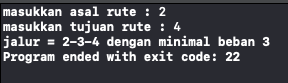 masukkan asal rute : 2
masukkan tujuan rute : 4
jalur = 2-3-4 dengan minimal beban 3
Program ended with exit code: 22